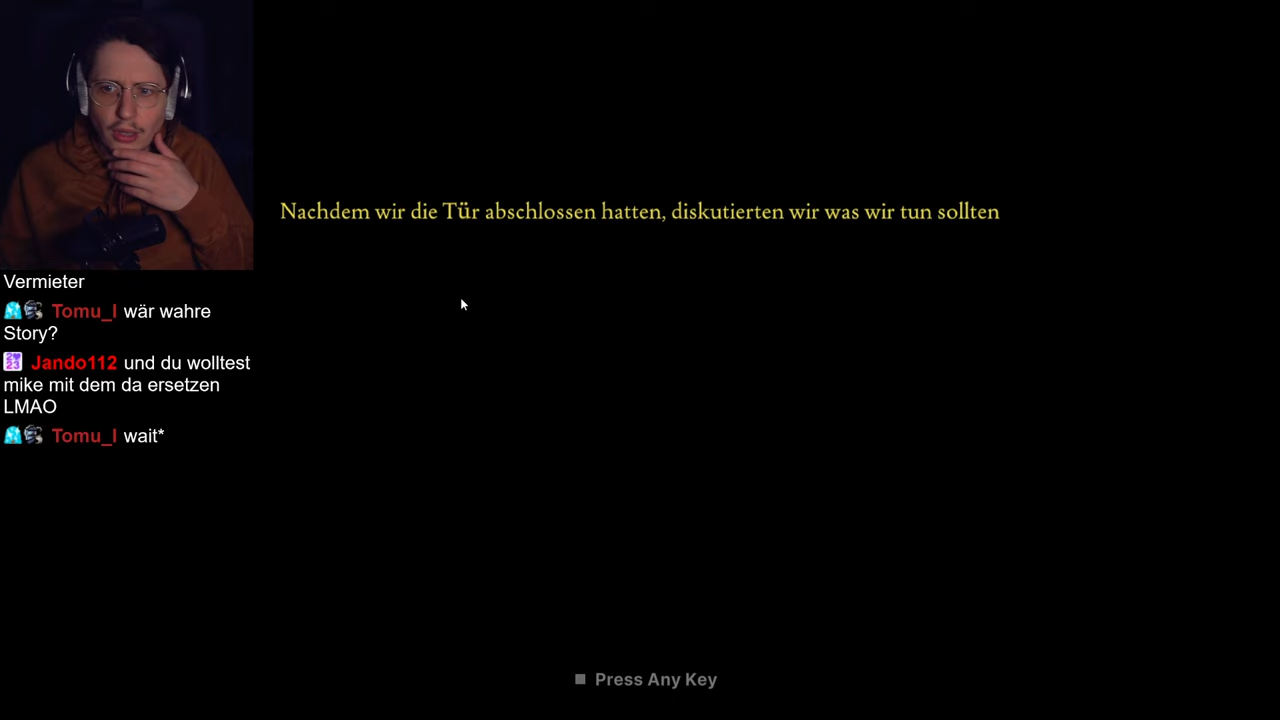 Nachdem wir die Tür abschlossen hatten, diskutierten wir was wir tun sollten
Vermieter
Tomu_I wär wahre
Story?
Jando112 und du wolltest
mike mit dem da ersetzen
LMAO
Tomu_I wait*
Press Any Key